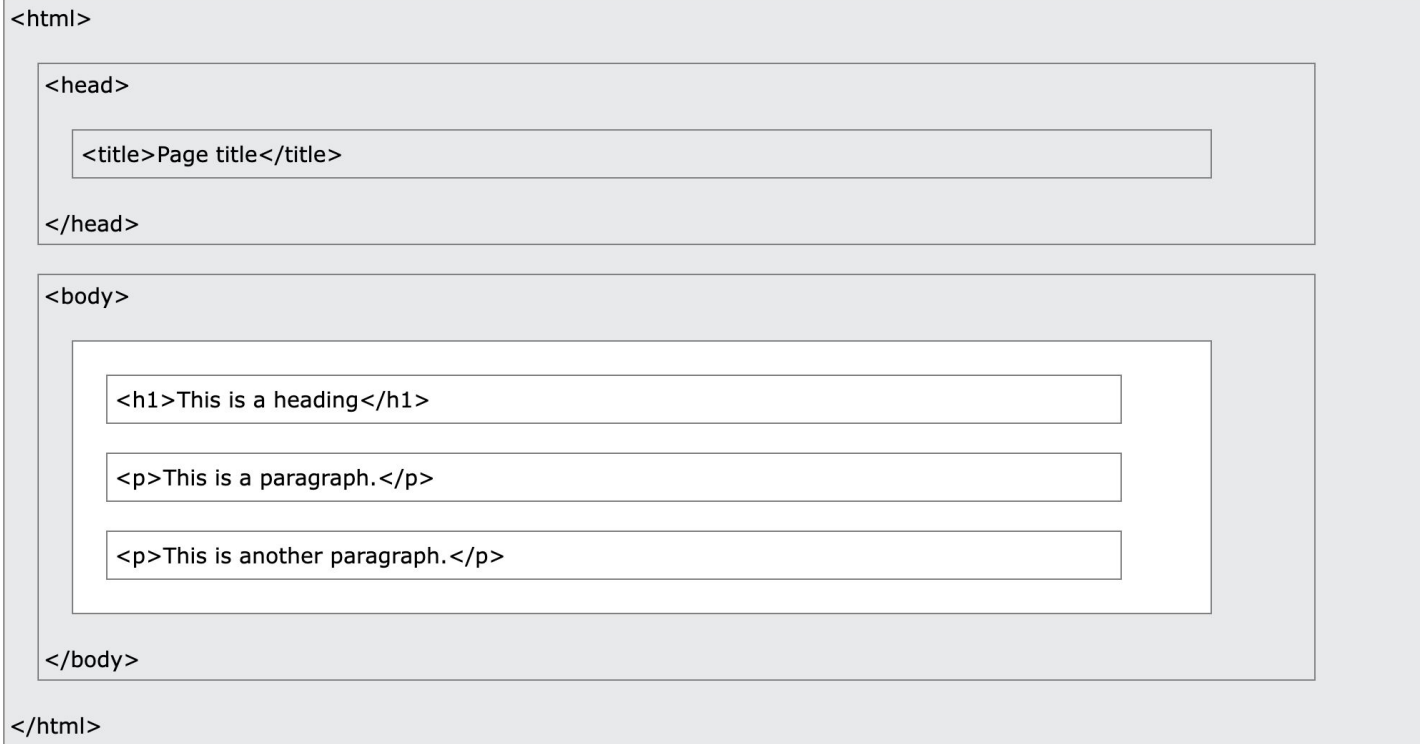 <html>
<head>
<title>Page title</title>
</head>
<body>
<h1>This is a heading</h1>
<p>This is a paragraph.</p>
<p>This is another paragraph.</p>
</body>
</html>